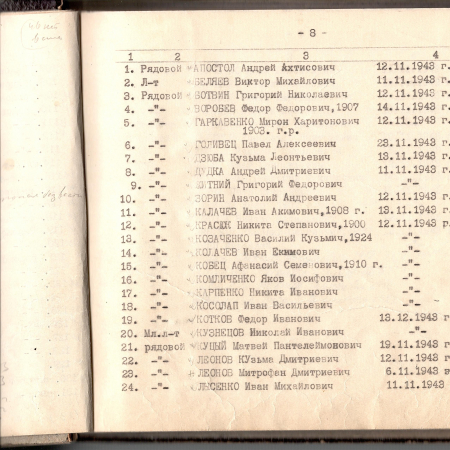 - 8 -
1 2 3 4
1. Рядовой АПОСТОЛ Андрей Ахтисович 12.11.1943 г.
2. Л-т БЕЛЯЕВ Виктор Михайлович 11.11.1943 г.
3. Рядовой БОТВИН Григорий Николаевич 12.11.1943 г.
4. -"- ВОРОБЕВ Федор Федорович,1907 14.11.1943 г.
5. -"- ГАРКАВЕНКО Мирон Харитонович 12.11.1943 г.
1903. г.р.
6. -"- ГОЛИВЕЦ Павел Алексеевич 23.11.1943 г.
7. -"- ДЗЮБА Кузьма Леонтьевич 13.11.1943 г.
8. -"- ДУДКА Андрей Дмитриевич 11.11.1943 г.
9. -"- ЖИТНИЙ Григорий Федорович -"-
10. -"- ЗОРИН Анатолий Андреевич 12.11.1943 г.
11. -"- КАЛАЧЕВ Иван Акимович,1908 г. 13.11.1943 г.
12. -"- Никита Степанович,1900 12.11.1943 г.
13. -"- КОЗАЧЕНКО Василий Кузьмич,1924 -"-
14. -"- КОЛАЧЕВ Иван Екимович -"-
15. -"- КОВЕЦ Афанасий Семенович,1910 г. -"-
16. -"- КОМЛИЧЕНКО Яков Иосифович -"-
17. -"- КАРПЕНКО Никита Иванович -"-
18. -"- КОСОЛАП Иван Васильевич -"-
19. -"- КОТКОВ Федор Иванович 13.12.1943 г
20. Мл.л-т КУЗНЕЦОВ Николай Иванович -"-
21. рядовой КУЦЫЙ Матвей Пантелеймонович 19.11.1943 г
22. -"- ЛЕОНОВ КУзьма Дмитриевич 12.11.1943 г
23. -"- ЛЕОНОВ Митрофан Дмитриевич 6.11.1943 г
24. -"- ЛЫСЕНКО Иван Михайлович 11.11.1943